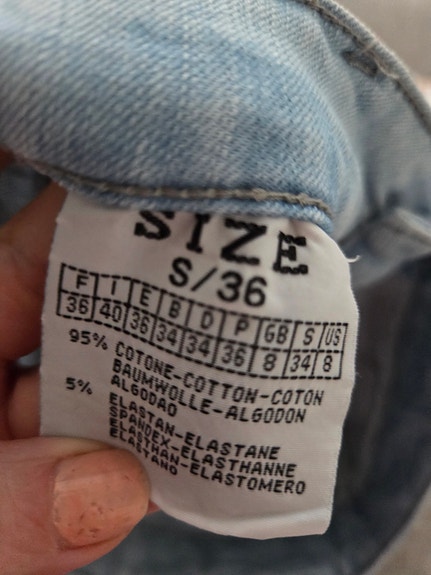 SIZE
S/36
F I E B D P GB S US
36 40 36 34 34 36 8 34 8
95% COTONE-COTTON-COTON
BAUMWOLLE-ALGODON
ALGODAO
5% ELASTAN-ELASTANE
SPANDEX-ELASTHANNE
ELASTHAN-ELASTOMERO
ELASTANO